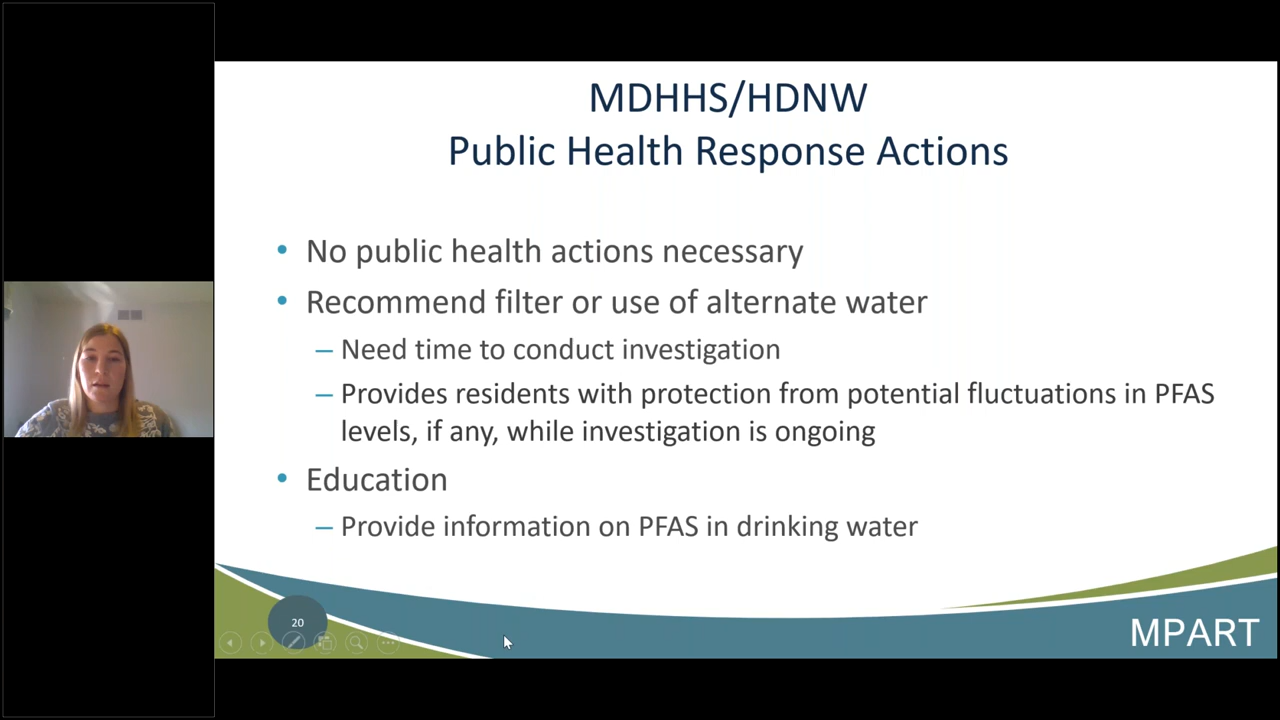 MDHHS/HDNW
Public Health Response Actions
• No public health actions necessary
• Recommend filter or use of alternate water
– Need time to conduct investigation
– Provides residents with protection from potential fluctuations in PFAS
levels, if any, while investigation is ongoing
• Education
– Provide information on PFAS in drinking water
20
MPART